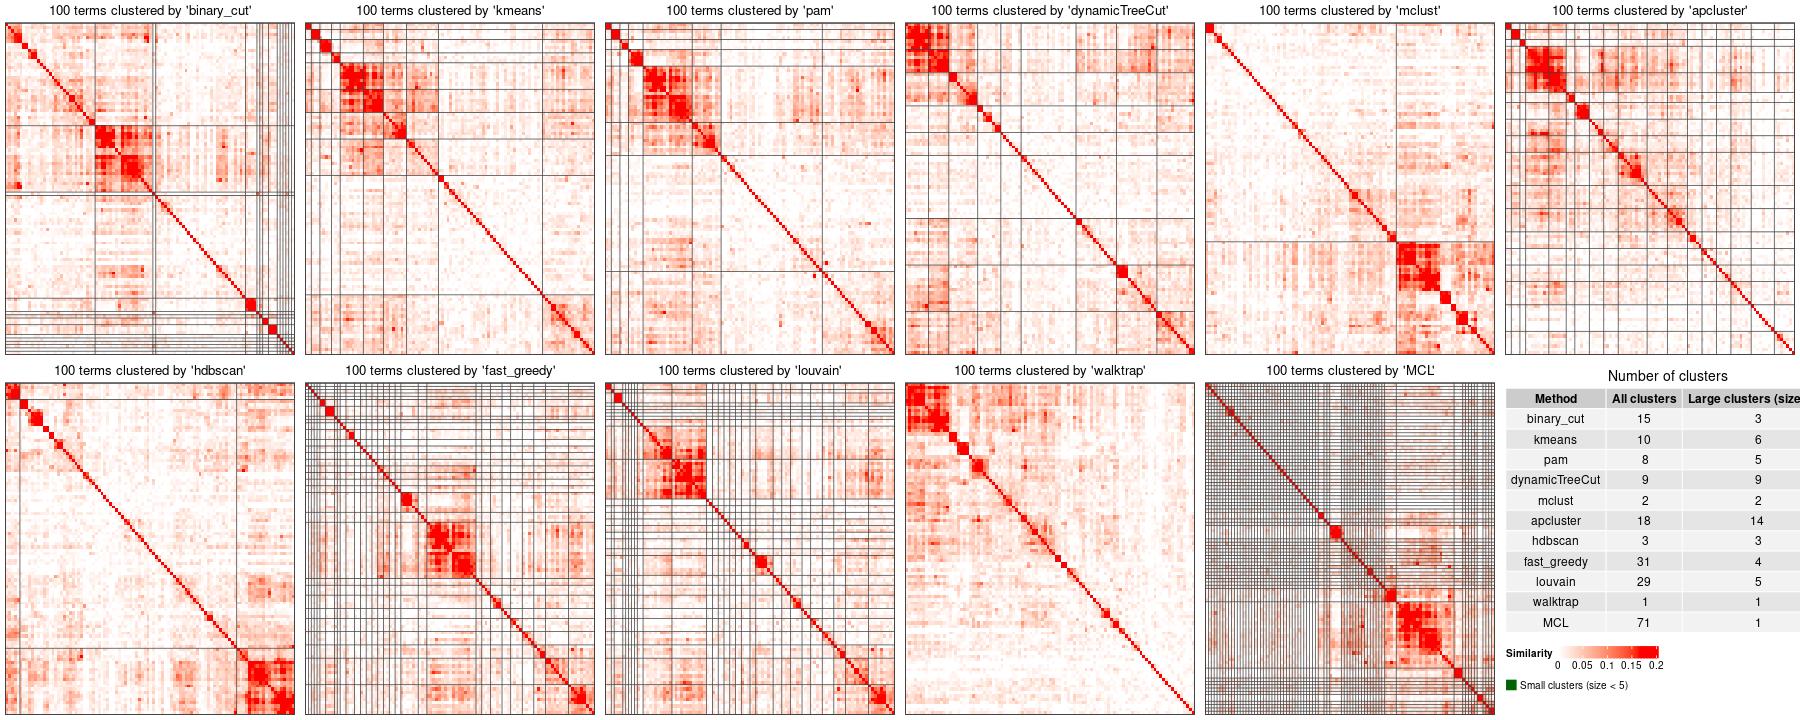 100 terms clustered by 'binary_cut'
100 terms clustered by 'kmeans'
100 terms clustered by 'pam'
100 terms clustered by 'dynamicTreeCut'
100 terms clustered by 'mclust'
100 terms clustered by 'apcluster'
100 terms clustered by 'hdbscan'
100 terms clustered by 'fast_greedy'
100 terms clustered by 'louvain'
100 terms clustered by 'walktrap'
100 terms clustered by 'MCL'
Number of clusters
Method All clusters Large clusters (size
binary_cut 15 3
kmeans 10 6
pam 8 5
dynamicTreeCut 9 9
mclust 2 2
apcluster 18 14
hdbscan 3 3
fast_greedy 31 4
louvain 29 5
walktrap 1 1
MCL 71 1
Similarity
0 0.05 0.1 0.15 0.2
Small clusters (size < 5)